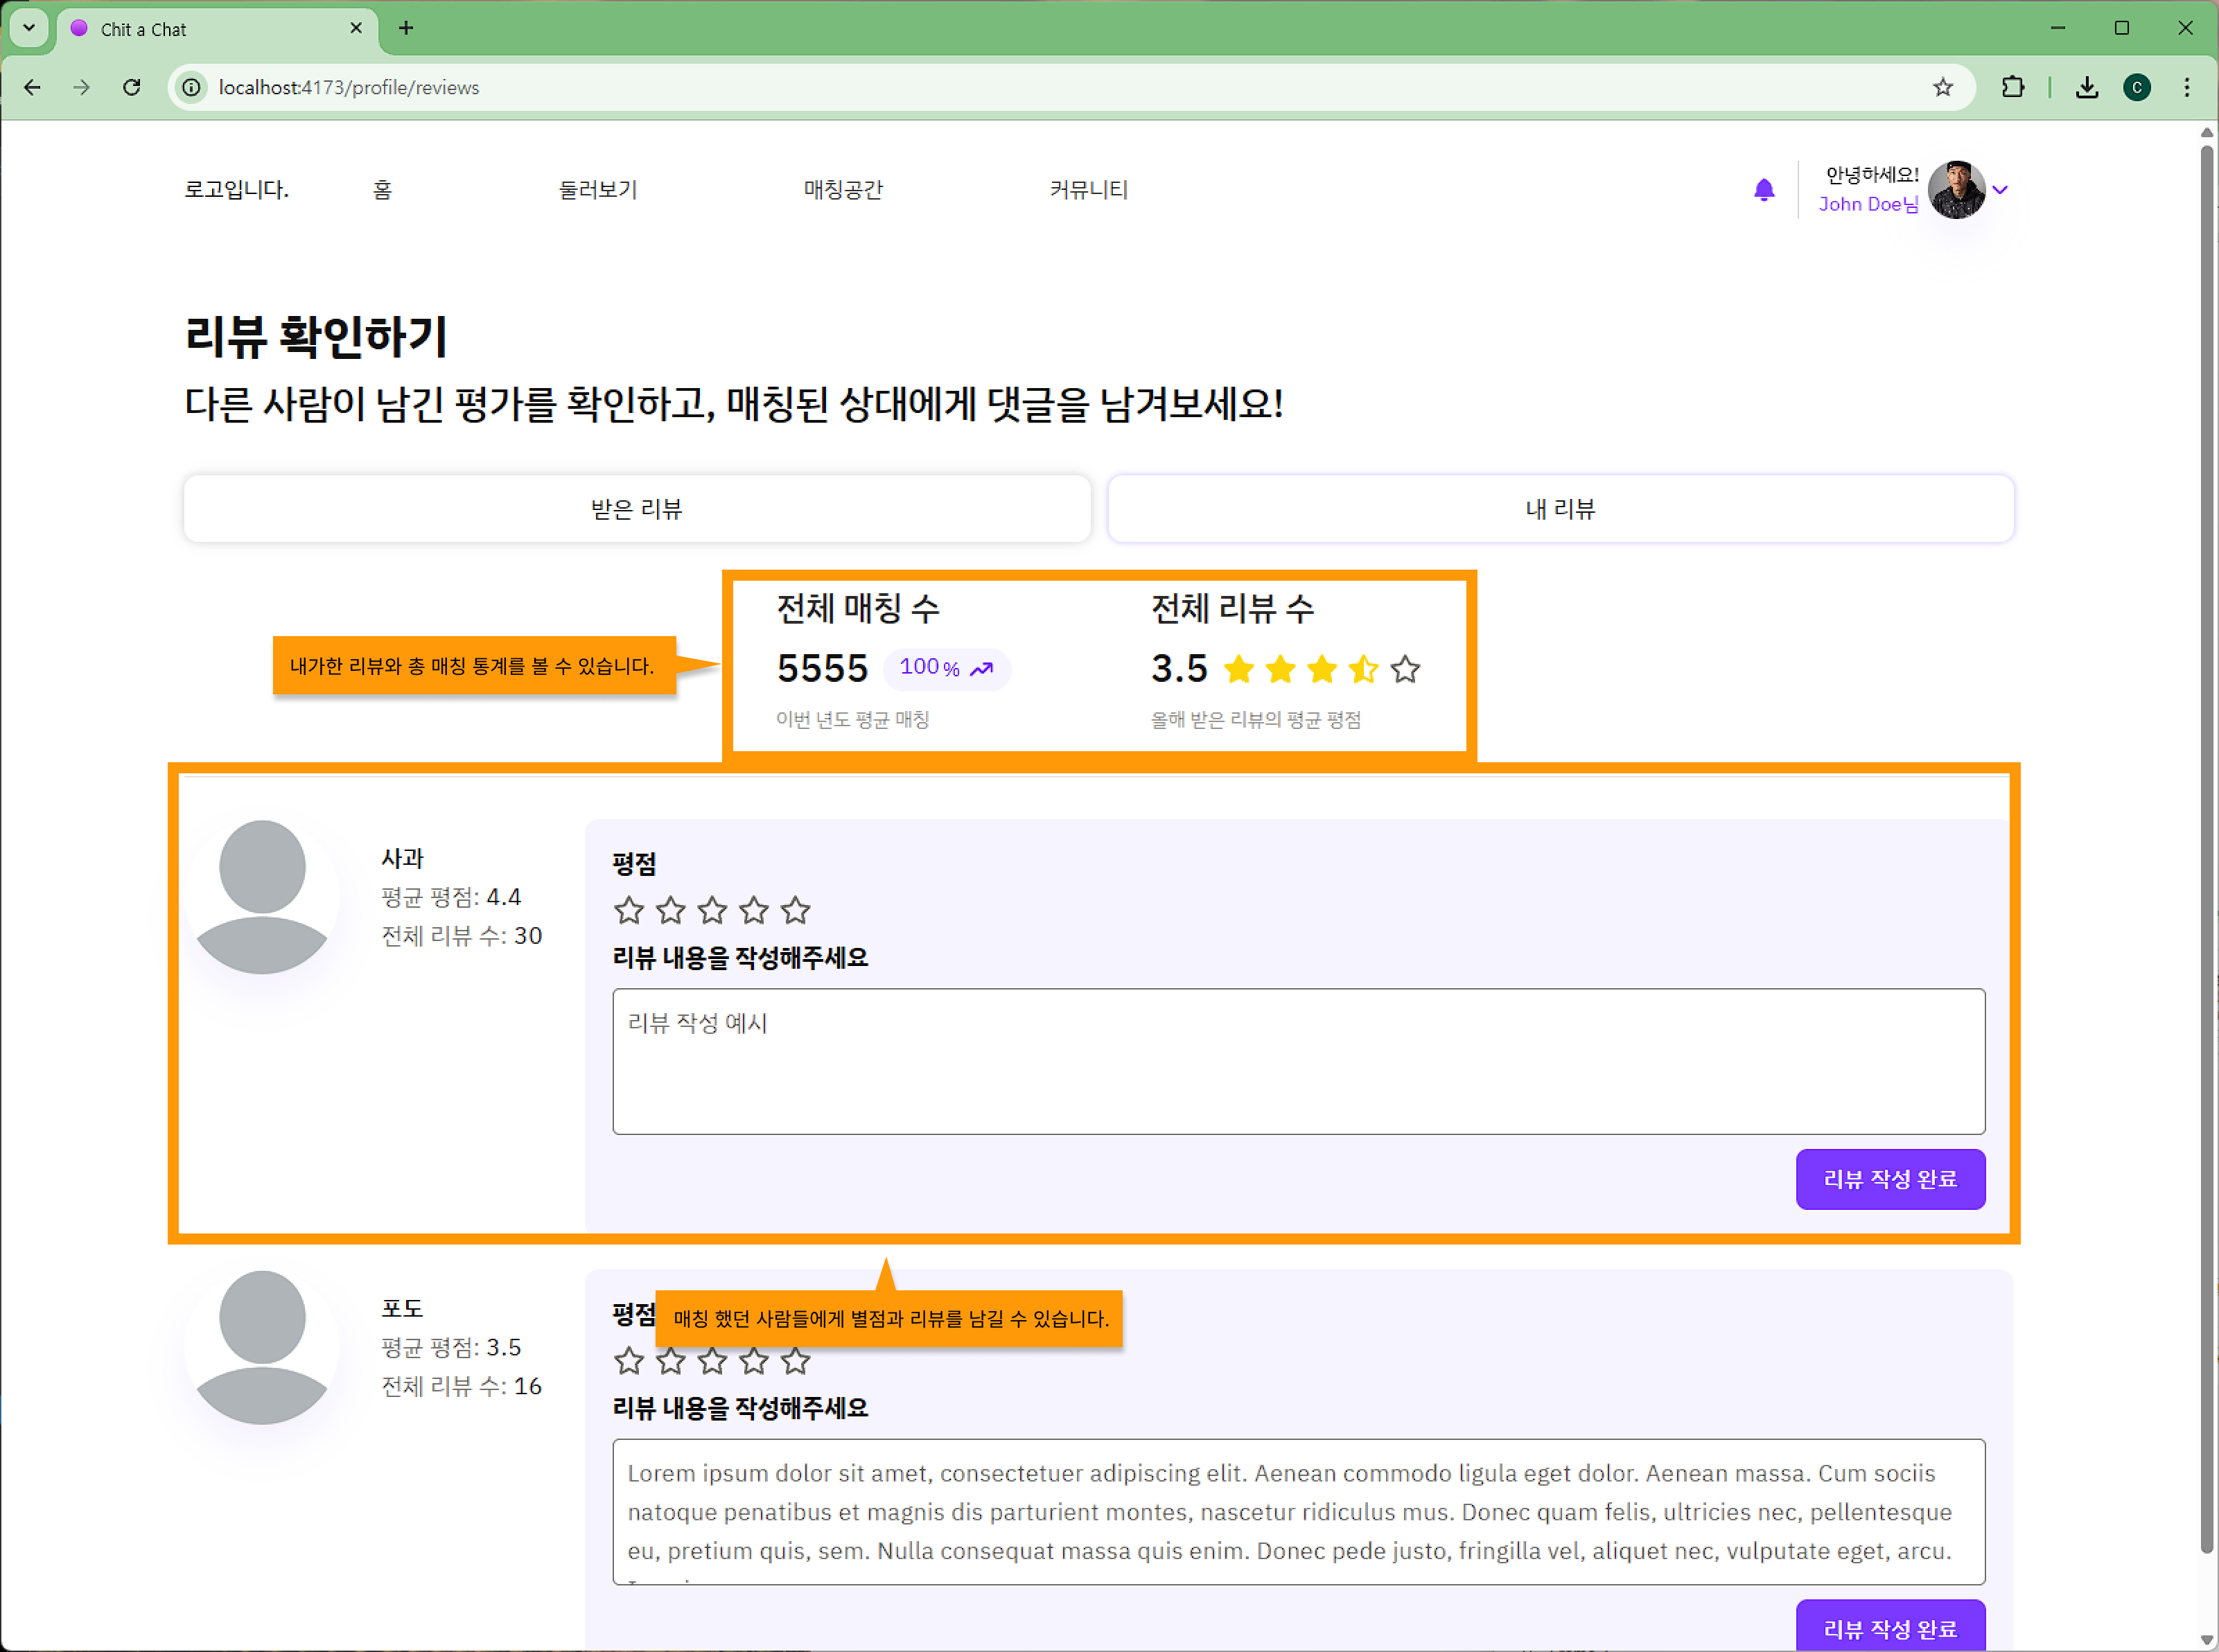 Chit a Chat
localhost:4173/profile/reviews
C
로고입니다. 홈 둘러보기 매칭공간 커뮤니티
안녕하세요!
John Doe님
리뷰 확인하기
다른 사람이 남긴 평가를 확인하고, 매칭된 상대에게 댓글을 남겨보세요!
받은 리뷰 내 리뷰
내가한 리뷰와 총 매칭 통계를 볼 수 있습니다.
전체 매칭 수
5555 100%
이번 년도 평균 매칭
전체 리뷰 수
3.5
올해 받은 리뷰의 평균 평점
사과
평균 평점: 4.4
전체 리뷰 수: 30
평점
리뷰 내용을 작성해주세요
리뷰 작성 예시
리뷰 작성 완료
포도
평균 평점: 3.5
전체 리뷰 수: 16
평점
매칭 했던 사람들에게 별점과 리뷰를 남길 수 있습니다.
리뷰 내용을 작성해주세요
Lorem ipsum dolor sit amet, consectetuer adipiscing elit. Aenean commodo ligula eget dolor. Aenean massa. Cum sociis
natoque penatibus et magnis dis parturient montes, nascetur ridiculus mus. Donec quam felis, ultricies nec, pellentesque
eu, pretium quis, sem. Nulla consequat massa quis enim. Donec pede justo, fringilla vel, aliquet nec, vulputate eget, arcu.
리뷰 작성 완료